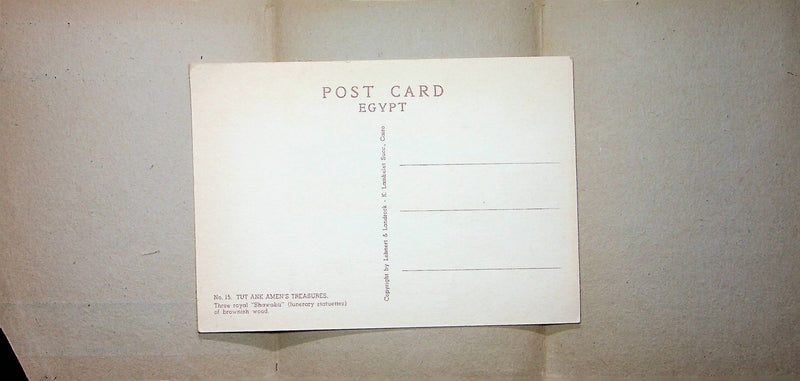 POST CARD
EGYPT
Copyright by Lehnert & Landrock - K. Lambelet Succ., Cairo
No. 15. TUT ANK AMEN'S TREASURES.
Three royal "Shawabu" (funerary statuettes)
of brownish wood.